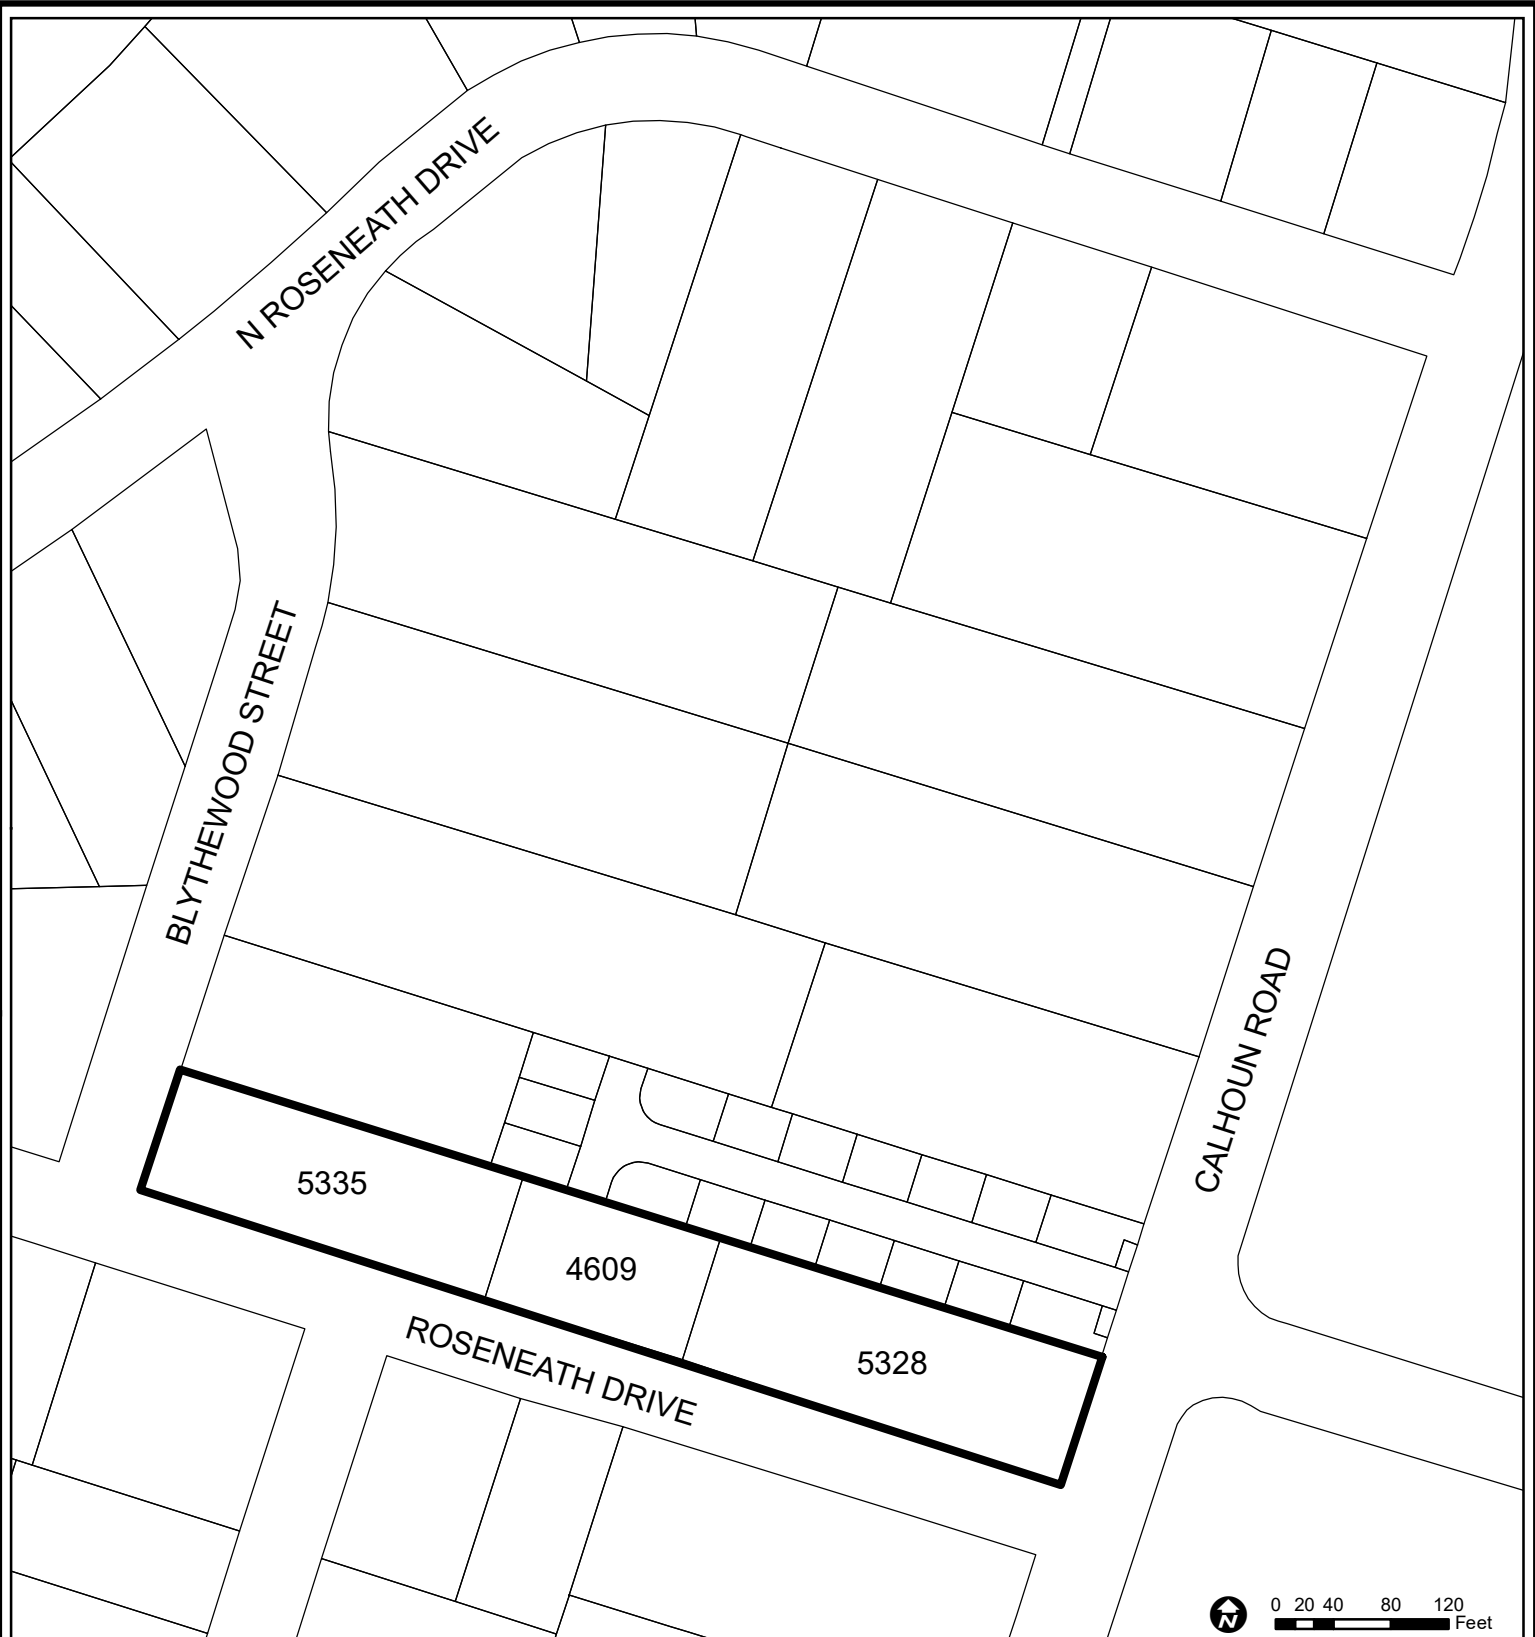 N ROSENEATH DRIVE
BLYTHEWOOD STREET
CALHOUN ROAD
5335
4609
5328
ROSENEATH DRIVE
N
0 20 40 80 120
Feet